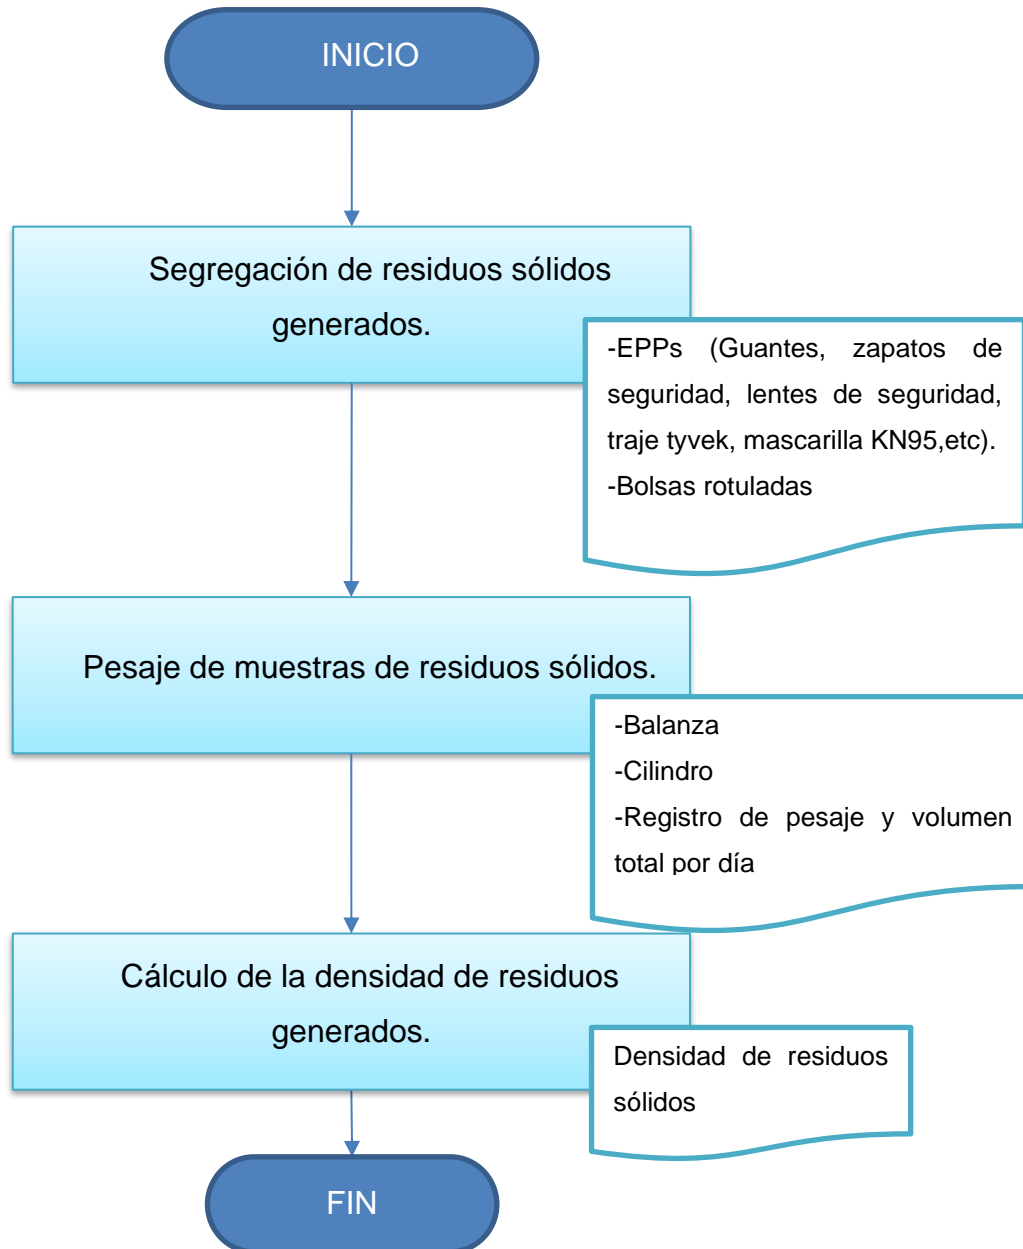 INICIO
Segregación de residuos sólidos
generados.
-EPPs (Guantes, zapatos de
seguridad, lentes de seguridad,
traje tyvek, mascarilla KN95,etc).
-Bolsas rotuladas
Pesaje de muestras de residuos sólidos.
-Balanza
-Cilindro
-Registro de pesaje y volumen
total por día
Cálculo de la densidad de residuos
generados.
Densidad de residuos
sólidos
FIN